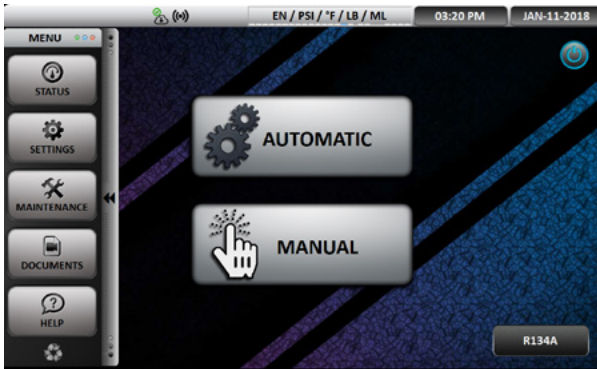 EN / PSI / °F / LB / ML
03:20 PM
JAN-11-2018
MENU
STATUS
SETTINGS
MAINTENANCE
DOCUMENTS
HELP
AUTOMATIC
MANUAL
R134A